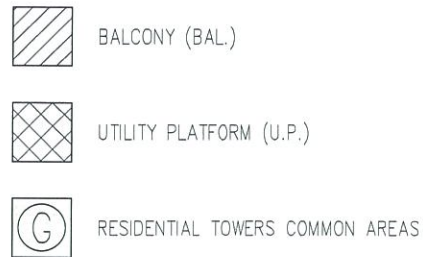 BALCONY (BAL.)
UTILITY PLATFORM (U.P.)
G RESIDENTIAL TOWERS COMMON AREAS